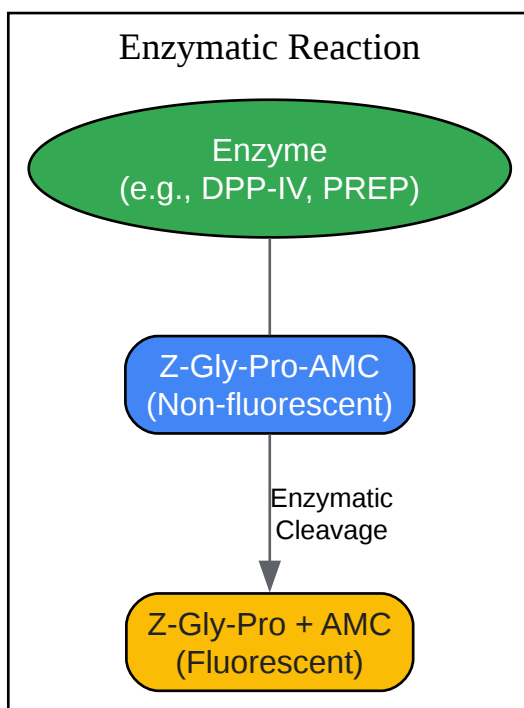 Enzymatic Reaction
Enzyme
(e.g., DPP-IV, PREP)
Z-Gly-Pro-AMC
(Non-fluorescent)
Enzymatic
Cleavage
Z-Gly-Pro + AMC
(Fluorescent)